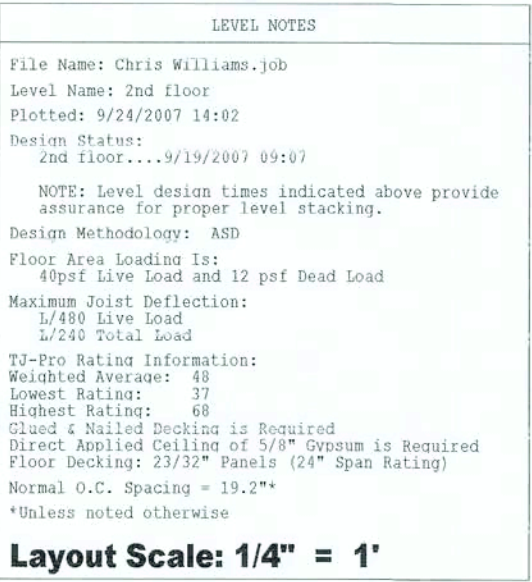 LEVEL NOTES
File Name: Chris Williams.job
Level Name: 2nd floor
Plotted: 9/24/2007 14:02
Design Status:
2nd floor....9/19/2007 09:07
NOTE: Level design times indicated above provide
assurance for proper level stacking.
Design Methodology: ASD
Floor Area Loading Is:
40psf Live Load and 12 psf Dead Load
Maximum Joist Deflection:
L/480 Live Load
L/240 Total Load
TJ-Pro Rating Information:
Weighted Average: 48
Lowest Rating: 37
Highest Rating: 68
Glued & Nailed Decking is Required
Direct Applied Ceiling of 5/8" Gypsum is Required
Floor Decking: 23/32" Panels (24" Span Rating)
Normal O.C. Spacing = 19.2"*
*Unless noted otherwise
Layout Scale: 1/4" = 1'